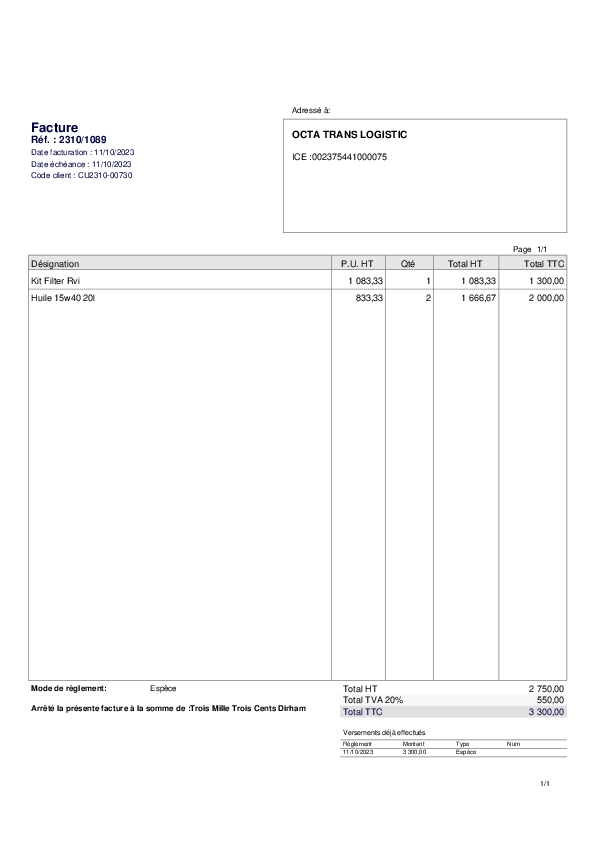 Adressé à:
Facture
Réf. : 2310/1089
Date facturation : 11/10/2023
Date échéance : 11/10/2023
Code client : CU2310-00730
OCTA TRANS LOGISTIC
ICE :002375441000075
Page 1/1
Désignation P.U. HT Qté Total HT Total TTC
Kit Filter Rvi 1 083,33 1 1 083,33 1 300,00
Huile 15w40 20l 833,33 2 1 666,67 2 000,00
Mode de règlement: Espèce
Arrêté la présente facture à la somme de :Trois Mille Trois Cents Dirham
Total HT 2 750,00
Total TVA 20% 550,00
Total TTC 3 300,00
Versements déjà effectués
Règlement Montant Type Num
11/10/2023 3 300,00 Espèce
1/1